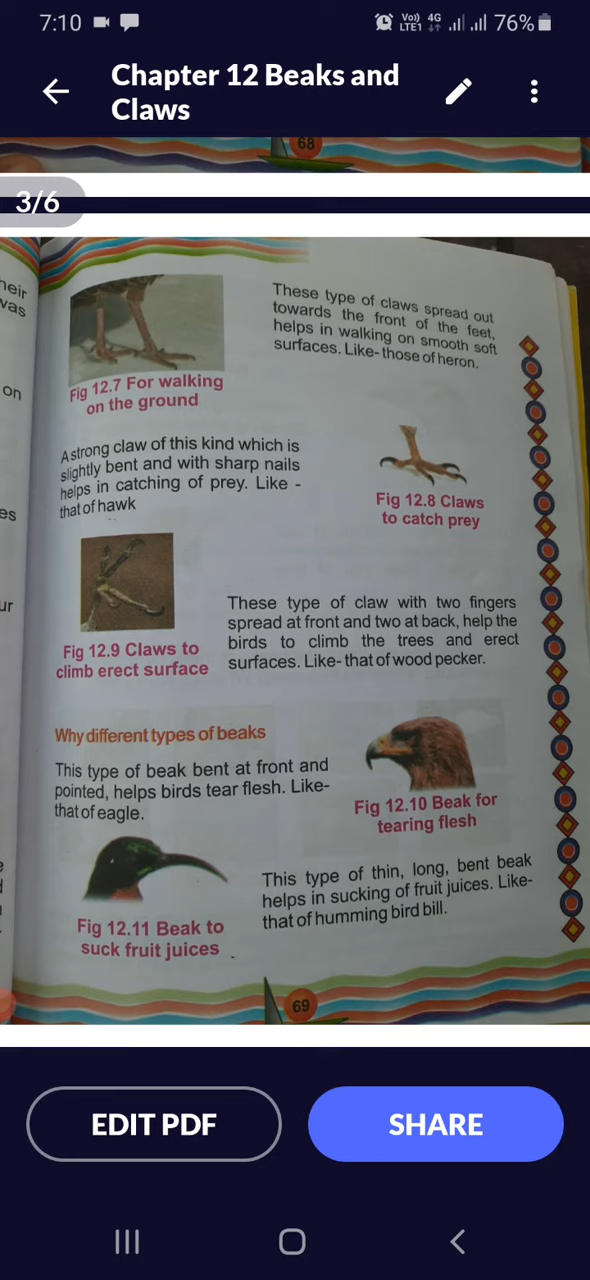 7:10
Vo)) 4G
LTE1
76%
Chapter 12 Beaks and
Claws
68
3/6
heir
was
on
es
ur
These type of claws spread out
towards the front of the feet,
helps in walking on smooth soft
surfaces. Like- those of heron.
Fig 12.7 For walking
on the ground
A strong claw of this kind which is
slightly bent and with sharp nails
helps in catching of prey. Like -
that of hawk
Fig 12.8 Claws
to catch prey
These type of claw with two fingers
spread at front and two at back, help the
birds to climb the trees and erect
surfaces. Like- that of wood pecker.
Fig 12.9 Claws to
climb erect surface
Why different types of beaks
This type of beak bent at front and
pointed, helps birds tear flesh. Like-
that of eagle.
Fig 12.10 Beak for
tearing flesh
This type of thin, long, bent beak
helps in sucking of fruit juices. Like-
that of humming bird bill.
Fig 12.11 Beak to
suck fruit juices
69
EDIT PDF
SHARE